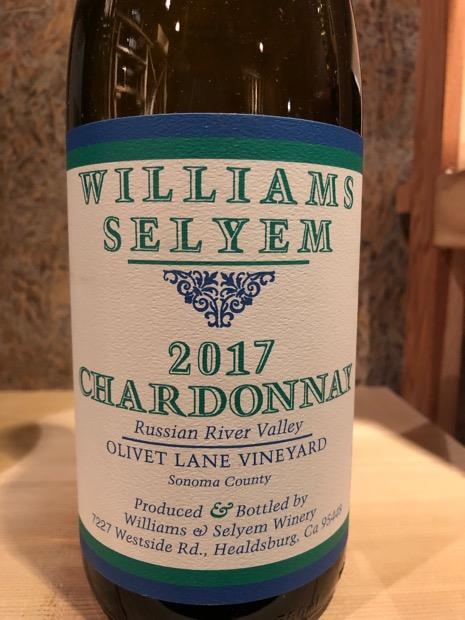 WILLIAMS
SELYEM
2017
CHARDONNAY
Russian River Valley
OLIVET LANE VINEYARD
Sonoma County
Produced & Bottled by
Williams & Selyem Winery
7227 Westside Rd., Healdsburg, Ca 95448